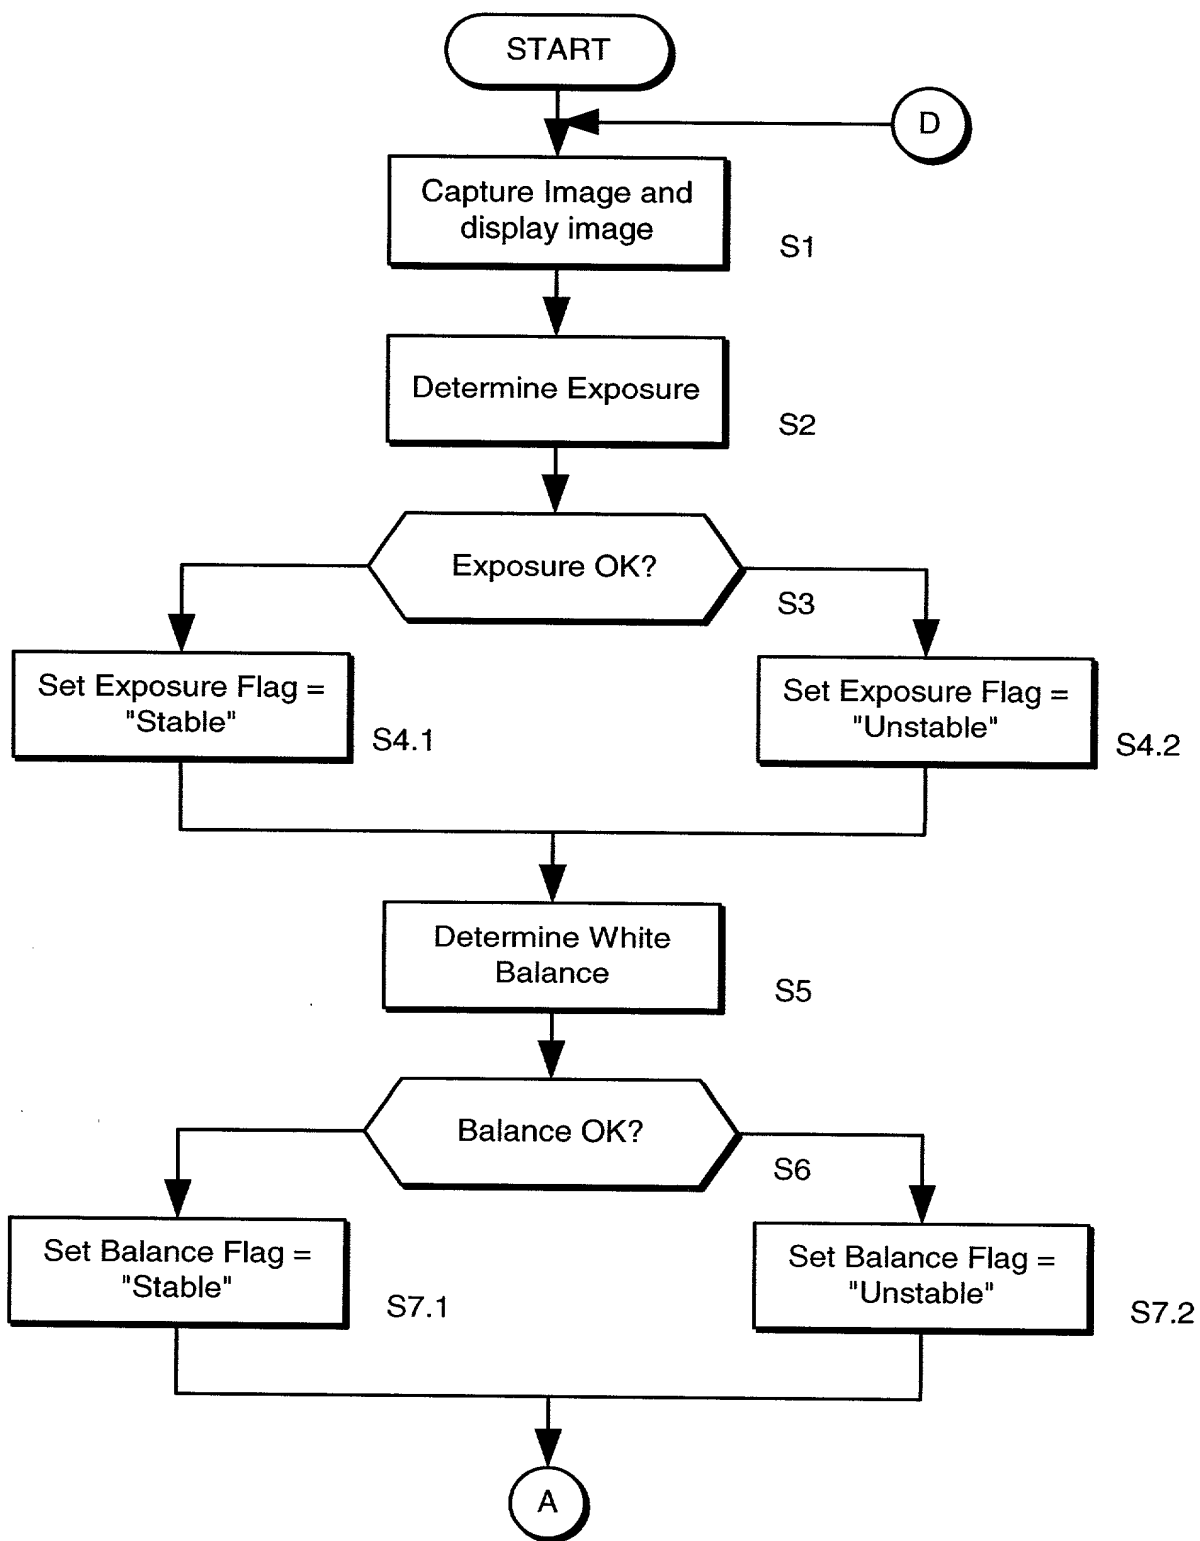 START
D
Capture Image and
display image
S1
Determine Exposure
S2
Exposure OK?
S3
Set Exposure Flag =
"Stable"
S4.1
Set Exposure Flag =
"Unstable"
S4.2
Determine White
Balance
S5
Balance OK?
S6
Set Balance Flag =
"Stable"
S7.1
Set Balance Flag =
"Unstable"
S7.2
A